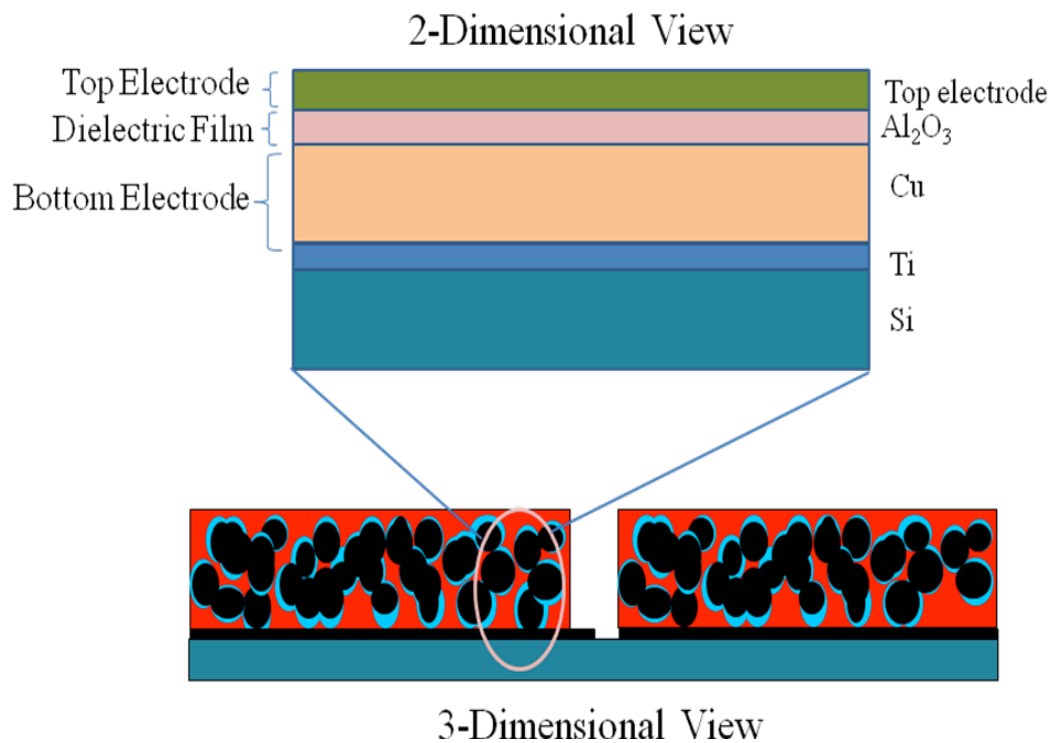 2-Dimensional View
Top Electrode
Top electrode
Dielectric Film
Al₂O₃
Bottom Electrode
Cu
Ti
Si
3-Dimensional View